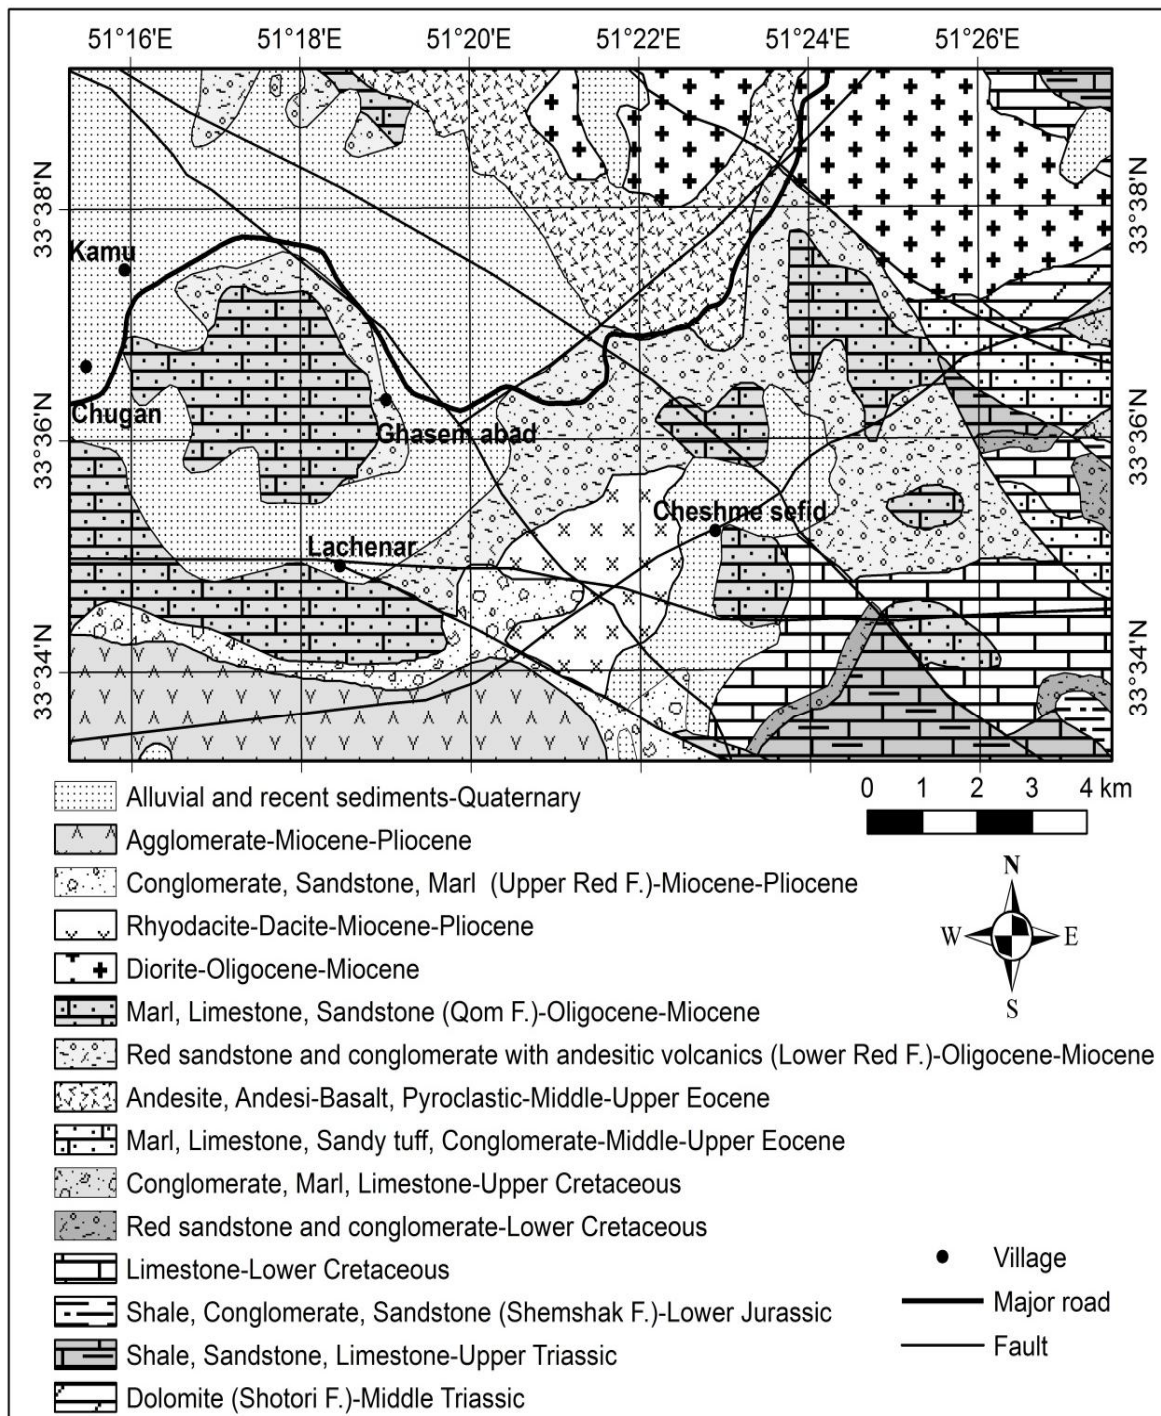 51°16'E 51°18'E 51°20'E 51°22'E 51°24'E 51°26'E
33°38'N 33°38'N
Kamu
Chugan
33°36'N 33°36'N
Ghasem abad
Cheshme sefid
Lachenar
33°34'N 33°34'N
Alluvial and recent sediments-Quaternary
0 1 2 3 4 km
Agglomerate-Miocene-Pliocene
Conglomerate, Sandstone, Marl (Upper Red F.)-Miocene-Pliocene
Rhyodacite-Dacite-Miocene-Pliocene
Diorite-Oligocene-Miocene
N
W E
S
Marl, Limestone, Sandstone (Qom F.)-Oligocene-Miocene
Red sandstone and conglomerate with andesitic volcanics (Lower Red F.)-Oligocene-Miocene
Andesite, Andesi-Basalt, Pyroclastic-Middle-Upper Eocene
Marl, Limestone, Sandy tuff, Conglomerate-Middle-Upper Eocene
Conglomerate, Marl, Limestone-Upper Cretaceous
Red sandstone and conglomerate-Lower Cretaceous
Limestone-Lower Cretaceous
Shale, Conglomerate, Sandstone (Shemshak F.)-Lower Jurassic
Shale, Sandstone, Limestone-Upper Triassic
Dolomite (Shotori F.)-Middle Triassic
Village
Major road
Fault